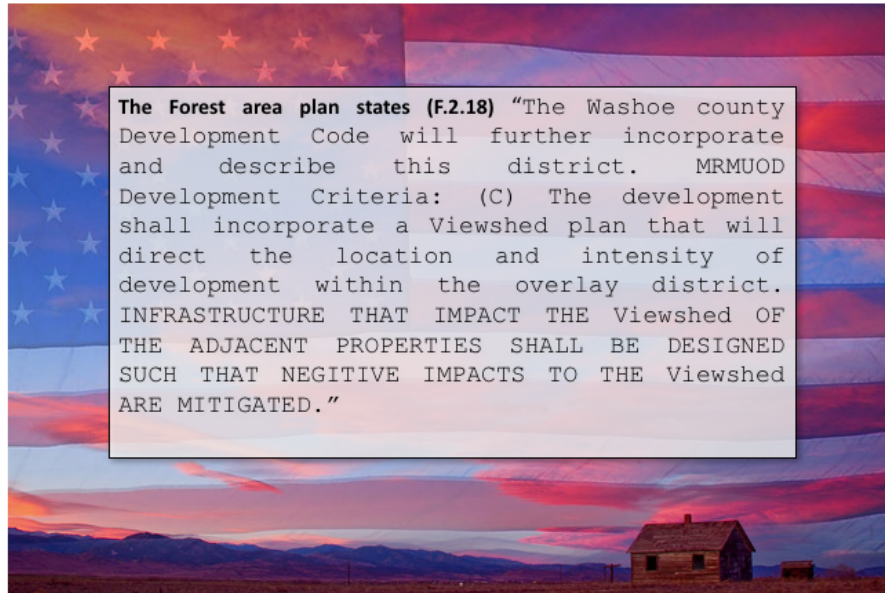 The Forest area plan states (F.2.18) “The Washoe county
Development Code will further incorporate
and describe this district. MRMUOD
Development Criteria: (C) The development
shall incorporate a Viewshed plan that will
direct the location and intensity of
development within the overlay district.
INFRASTRUCTURE THAT IMPACT THE Viewshed OF
THE ADJACENT PROPERTIES SHALL BE DESIGNED
SUCH THAT NEGITIVE IMPACTS TO THE Viewshed
ARE MITIGATED.”